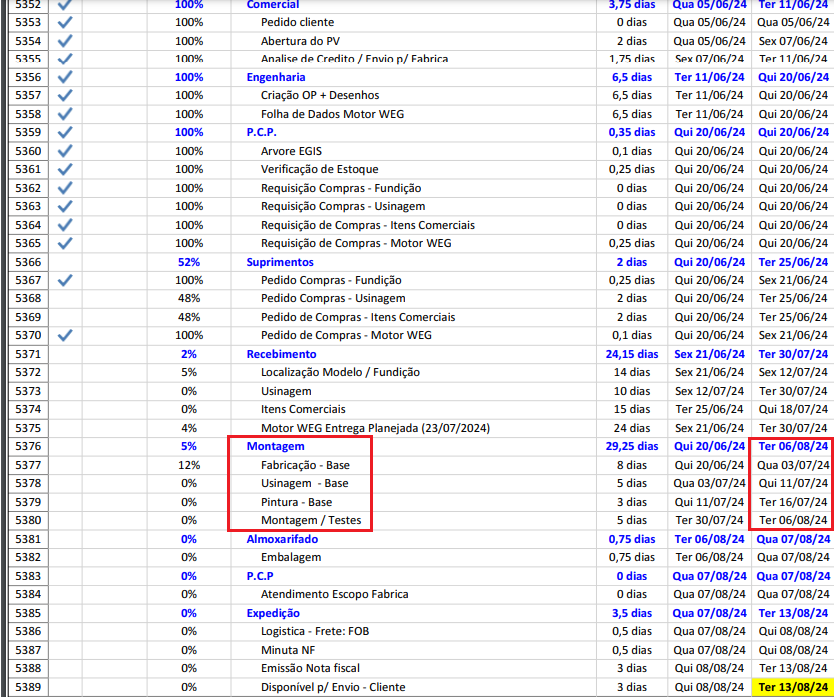 5352 100% Comercial 3,75 dias Qua 05/06/24 Ter 11/06/24
5353 100% Pedido cliente 0 dias Qua 05/06/24 Qua 05/06/24
5354 100% Abertura do PV 2 dias Qua 05/06/24 Sex 07/06/24
5355 100% Analise de Credito / Envio p/ Fabrica 1,75 dias Sex 07/06/24 Ter 11/06/24
5356 100% Engenharia 6,5 dias Ter 11/06/24 Qui 20/06/24
5357 100% Criação OP + Desenhos 6,5 dias Ter 11/06/24 Qui 20/06/24
5358 100% Folha de Dados Motor WEG 6,5 dias Ter 11/06/24 Qui 20/06/24
5359 100% P.C.P. 0,35 dias Qui 20/06/24 Qui 20/06/24
5360 100% Arvore EGIS 0,1 dias Qui 20/06/24 Qui 20/06/24
5361 100% Verificação de Estoque 0,25 dias Qui 20/06/24 Qui 20/06/24
5362 100% Requisição Compras - Fundição 0 dias Qui 20/06/24 Qui 20/06/24
5363 100% Requisição Compras - Usinagem 0 dias Qui 20/06/24 Qui 20/06/24
5364 100% Requisição de Compras - Itens Comerciais 0 dias Qui 20/06/24 Qui 20/06/24
5365 100% Requisição de Compras - Motor WEG 0,25 dias Qui 20/06/24 Qui 20/06/24
5366 52% Suprimentos 2 dias Qui 20/06/24 Ter 25/06/24
5367 100% Pedido Compras - Fundição 0,25 dias Qui 20/06/24 Sex 21/06/24
5368 48% Pedido Compras - Usinagem 2 dias Qui 20/06/24 Ter 25/06/24
5369 48% Pedido de Compras - Itens Comerciais 2 dias Qui 20/06/24 Ter 25/06/24
5370 100% Pedido de Compras - Motor WEG 0,1 dias Qui 20/06/24 Sex 21/06/24
5371 2% Recebimento 24,15 dias Sex 21/06/24 Ter 30/07/24
5372 5% Localização Modelo / Fundição 14 dias Sex 21/06/24 Sex 12/07/24
5373 0% Usinagem 10 dias Sex 12/07/24 Ter 30/07/24
5374 0% Itens Comerciais 15 dias Ter 25/06/24 Qui 18/07/24
5375 4% Motor WEG Entrega Planejada (23/07/2024) 24 dias Sex 21/06/24 Ter 30/07/24
5376 5% Montagem 29,25 dias Qui 20/06/24 Ter 06/08/24
5377 12% Fabricação - Base 8 dias Qui 20/06/24 Qua 03/07/24
5378 0% Usinagem - Base 5 dias Qua 03/07/24 Qui 11/07/24
5379 0% Pintura - Base 3 dias Qui 11/07/24 Ter 16/07/24
5380 0% Montagem / Testes 5 dias Ter 30/07/24 Ter 06/08/24
5381 0% Almoxarifado 0,75 dias Ter 06/08/24 Qua 07/08/24
5382 0% Embalagem 0,75 dias Ter 06/08/24 Qua 07/08/24
5383 0% P.C.P 0 dias Qua 07/08/24 Qua 07/08/24
5384 0% Atendimento Escopo Fabrica 0 dias Qua 07/08/24 Qua 07/08/24
5385 0% Expedição 3,5 dias Qua 07/08/24 Ter 13/08/24
5386 0% Logistica - Frete: FOB 0,5 dias Qua 07/08/24 Qui 08/08/24
5387 0% Minuta NF 0,5 dias Qua 07/08/24 Qui 08/08/24
5388 0% Emissão Nota fiscal 3 dias Qui 08/08/24 Ter 13/08/24
5389 0% Disponível p/ Envio - Cliente 3 dias Qui 08/08/24 Ter 13/08/24